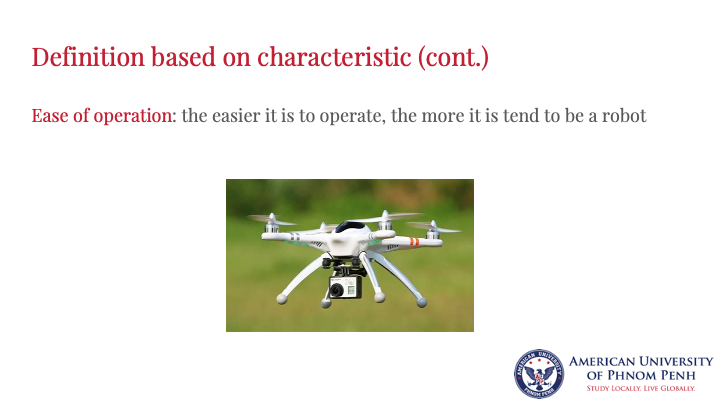 Definition based on characteristic (cont.)
Ease of operation: the easier it is to operate, the more it is tend to be a robot
AMERICAN UNIVERSITY
OF PHNOM PENH
STUDY LOCALLY. LIVE GLOBALLY.
AMERICAN UNIVERSITY
PHNOM PENH